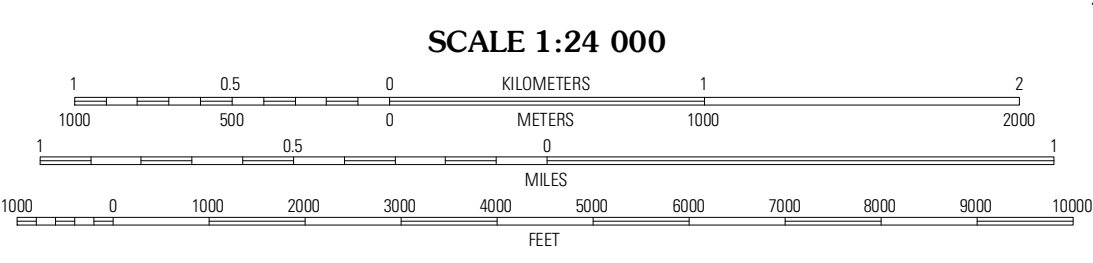 SCALE 1:24 000
1 0.5 0 KILOMETERS 1 2
1000 500 0 METERS 1000 2000
1 0.5 0 1
MILES
1000 0 1000 2000 3000 4000 5000 6000 7000 8000 9000 10000
FEET